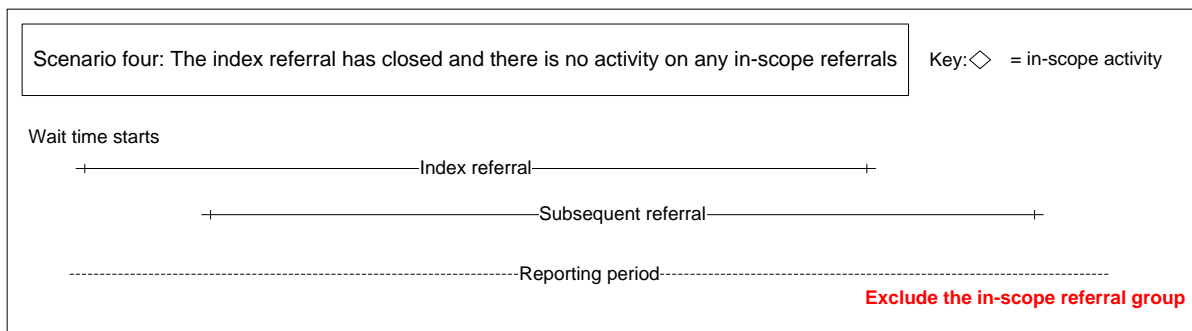 Scenario four: The index referral has closed and there is no activity on any in-scope referrals
Key: = in-scope activity
Wait time starts
Index referral
Subsequent referral
Reporting period
Exclude the in-scope referral group